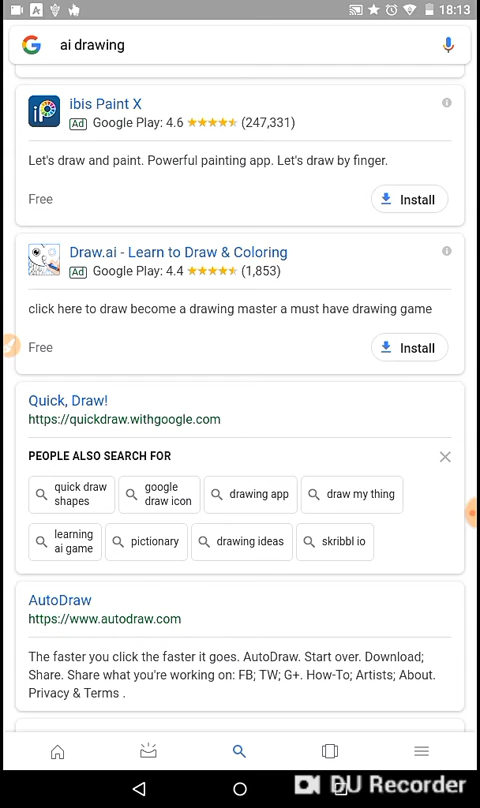 18:13
ai drawing
ibis Paint X
Ad Google Play: 4.6 (247,331)
Let's draw and paint. Powerful painting app. Let's draw by finger.
Free
Install
Draw.ai - Learn to Draw & Coloring
Ad Google Play: 4.4 (1,853)
click here to draw become a drawing master a must have drawing game
Free
Install
Quick, Draw!
https://quickdraw.withgoogle.com
PEOPLE ALSO SEARCH FOR
quick draw
shapes
google
draw icon
drawing app
draw my thing
learning
ai game
pictionary
drawing ideas
skribbl io
AutoDraw
https://www.autodraw.com
The faster you click the faster it goes. AutoDraw. Start over. Download;
Share. Share what you're working on: FB; TW; G+. How-To; Artists; About.
Privacy & Terms .
DU Recorder